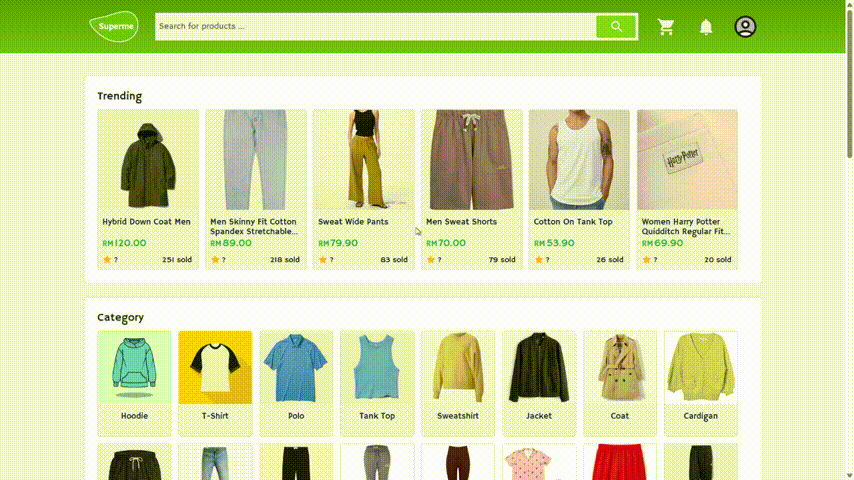 Superme
Search for products ...
Trending
Hybrid Down Coat Men
RM120.00
? 251 sold
Men Skinny Fit Cotton
Spandex Stretchable...
RM89.00
? 218 sold
Sweat Wide Pants
RM79.90
? 83 sold
Men Sweat Shorts
RM70.00
? 79 sold
Cotton On Tank Top
RM53.90
? 26 sold
Harry Potter
Women Harry Potter
Quidditch Regular Fit...
RM69.90
? 20 sold
Category
Hoodie
T-Shirt
Polo
Tank Top
Sweatshirt
Jacket
Coat
Cardigan